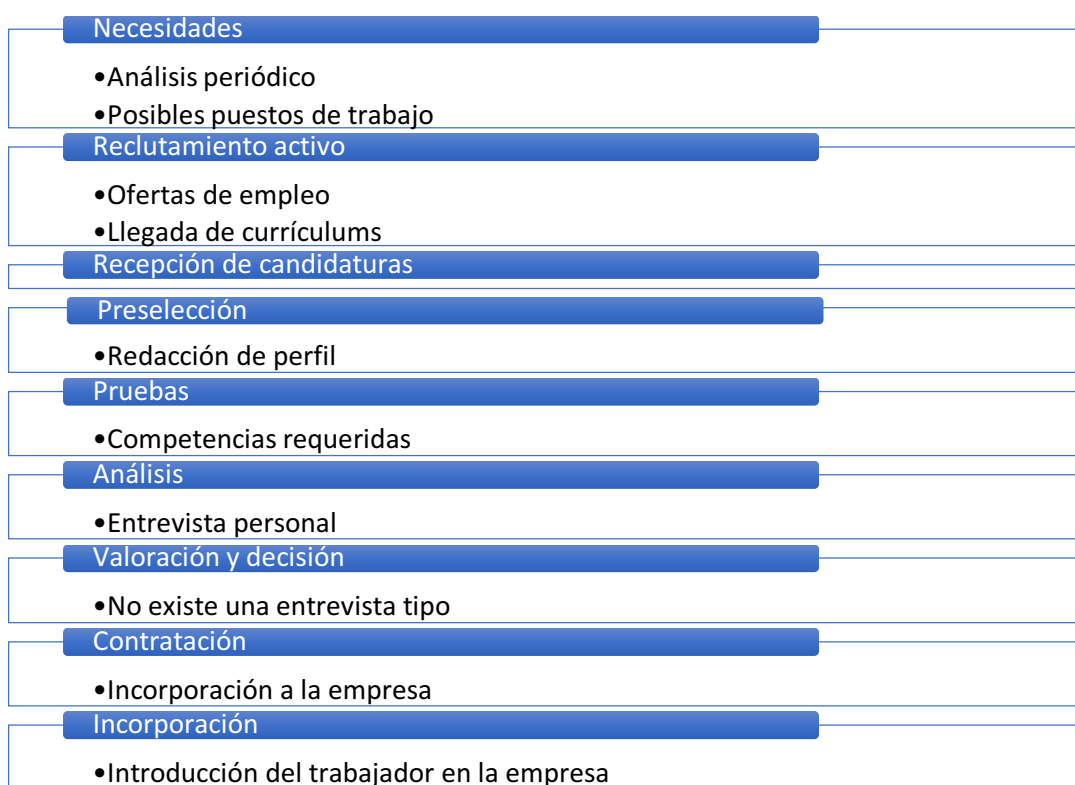 Necesidades
•Análisis periódico
•Posibles puestos de trabajo
Reclutamiento activo
•Ofertas de empleo
•Llegada de currículums
Recepción de candidaturas
Preselección
•Redacción de perfil
Pruebas
•Competencias requeridas
Análisis
•Entrevista personal
Valoración y decisión
•No existe una entrevista tipo
Contratación
•Incorporación a la empresa
Incorporación
•Introducción del trabajador en la empresa